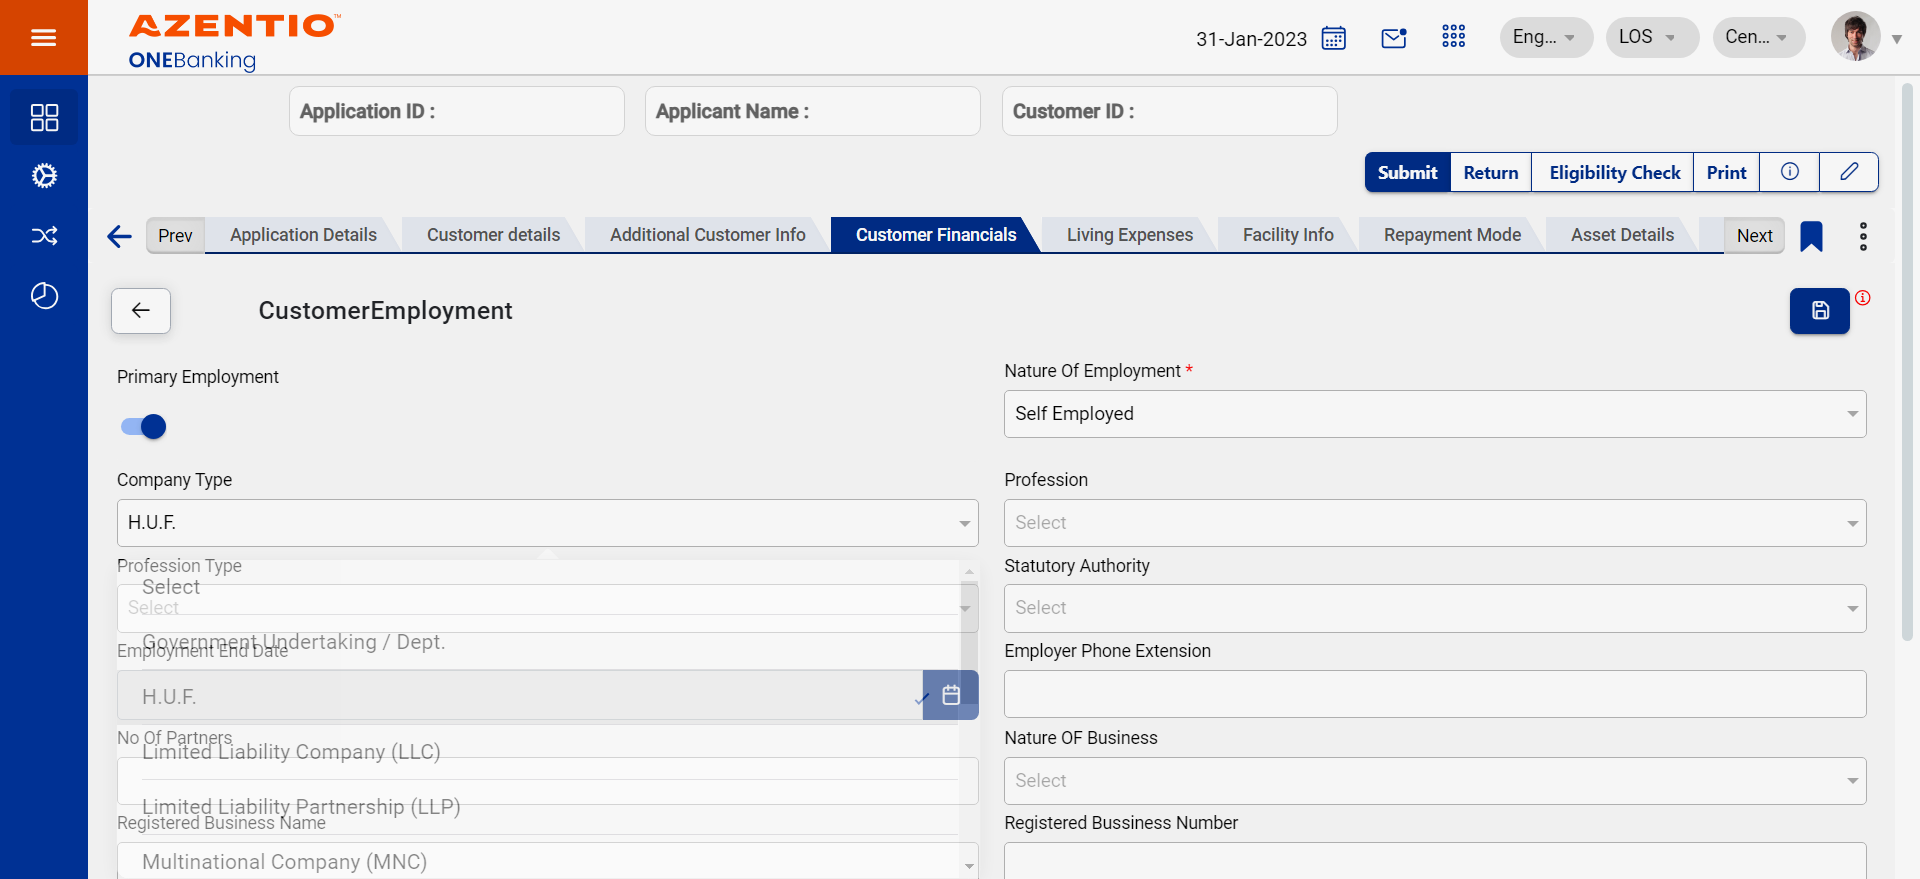 AZENTIO™
ONEBanking
31-Jan-2023
Eng...
LOS
Cen...
Application ID :
Applicant Name :
Customer ID :
Submit
Return
Eligibility Check
Print
Prev
Application Details
Customer details
Additional Customer Info
Customer Financials
Living Expenses
Facility Info
Repayment Mode
Asset Details
Next
CustomerEmployment
Primary Employment
Nature Of Employment *
Self Employed
Company Type
H.U.F.
Profession
Select
Profession Type
Select
Select
Statutory Authority
Select
Government Undertaking / Dept.
Employment End Date
Employer Phone Extension
H.U.F.
No Of Partners
Limited Liability Company (LLC)
Nature OF Business
Select
Limited Liability Partnership (LLP)
Registered Business Name
Registered Bussiness Number
Multinational Company (MNC)